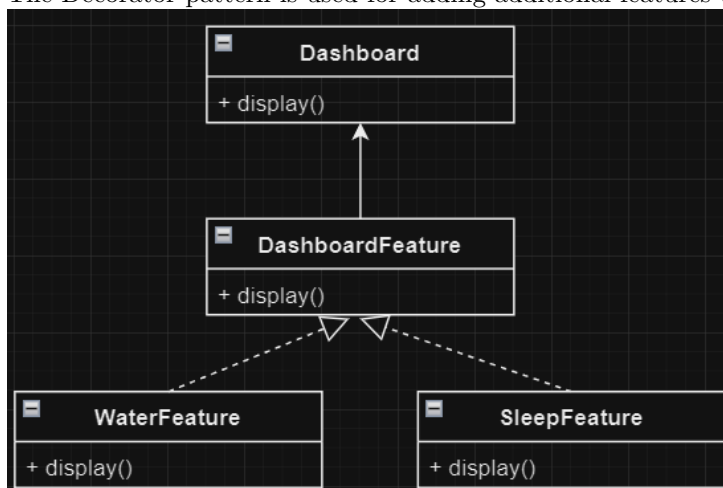 The Decorator pattern is used for adding additional features
Dashboard
+ display()
DashboardFeature
+ display()
WaterFeature
SleepFeature
+ display()
+ display()